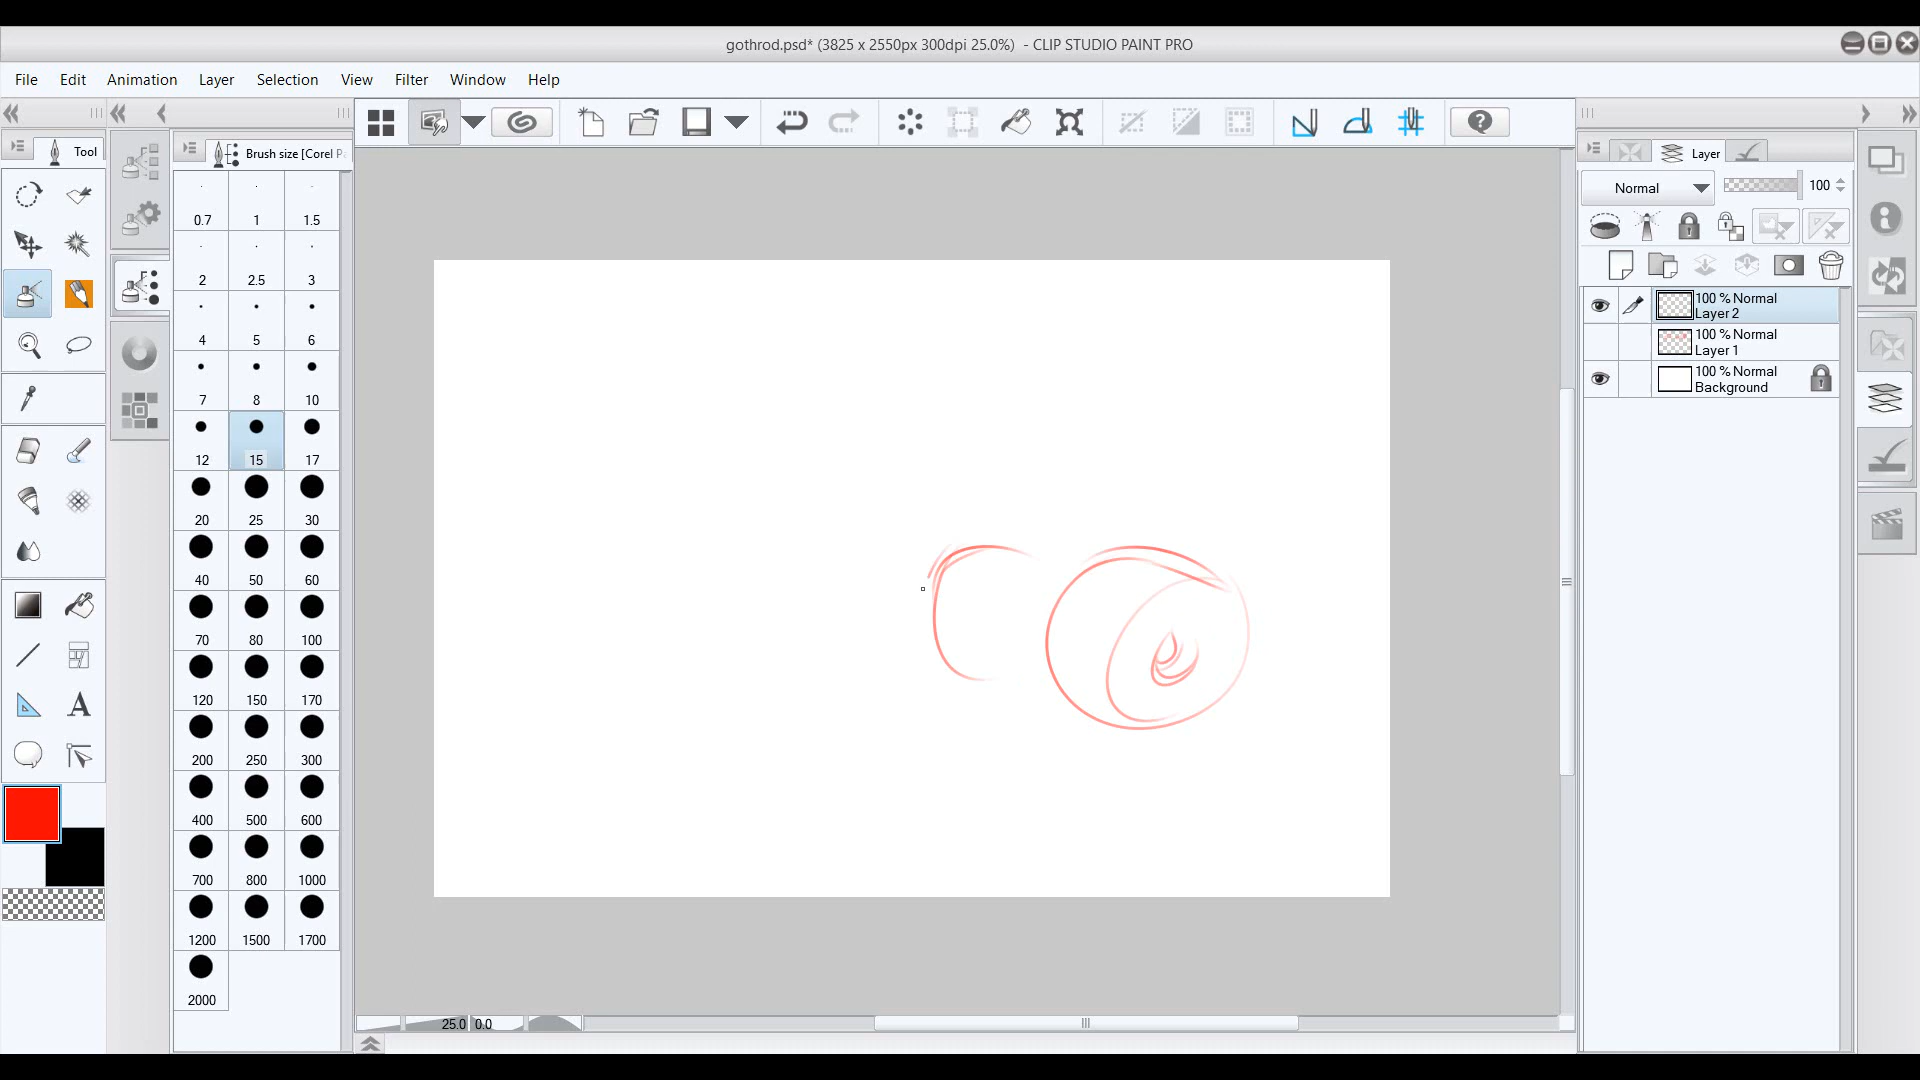 gothrod.psd* (3825 x 2550px 300dpi 25.0%) - CLIP STUDIO PAINT PRO
File Edit Animation Layer Selection View Filter Window Help
Tool
Brush size [Corel
0.7 1 1.5
2 2.5 3
4 5 6
7 8 10
12 15 17
20 25 30
40 50 60
70 80 100
120 150 170
200 250 300
400 500 600
700 800 1000
1200 1500 1700
2000
A
25.0 0.0
Layer
Normal 100
100 % Normal
Layer 2
100 % Normal
Layer 1
100 % Normal
Background